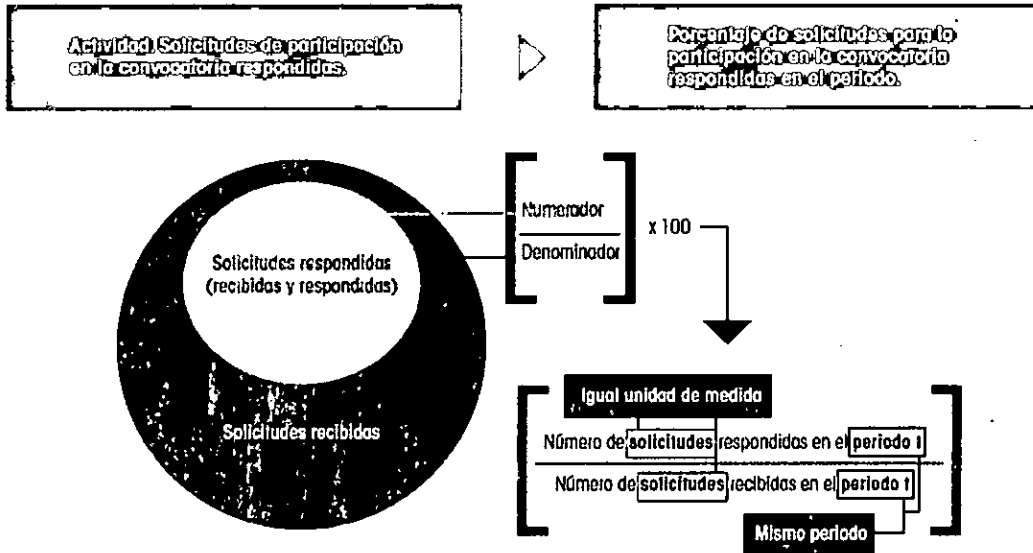 Actividad. Solicitudes de participación
en la convocatoria respondidas.
Porcentaje de solicitudes para la
participación en la convocatoria
respondidas en el periodo.
Solicitudes respondidas
(recibidas y respondidas)
Solicitudes recibidas
Numerador
Denominador
x 100
Igual unidad de medida
Número de solicitudes respondidas en el periodo t
Número de solicitudes recibidas en el periodo t
Mismo periodo